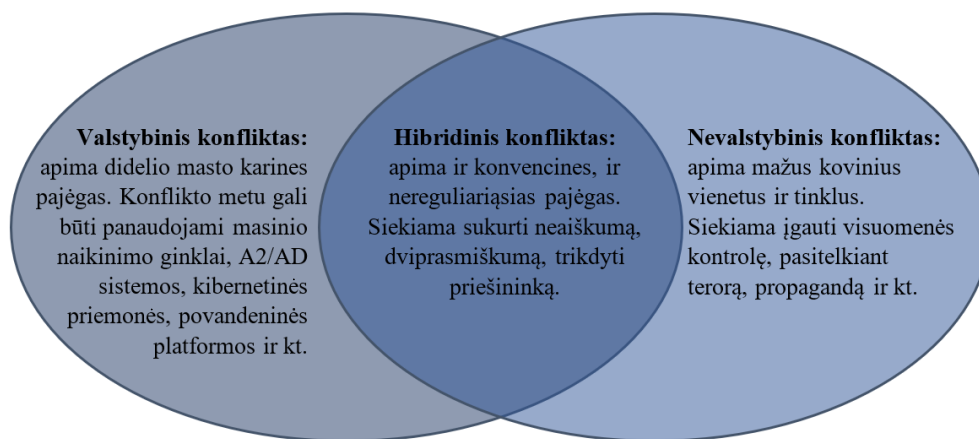 Valstybinis konfliktas:
apima didelio masto karines
pajėgas. Konflikto metu gali
būti panaudojami masinio
naikinimo ginklai, A2/AD
sistemos, kibernetinės
priemonės, povandeninės
platformos ir kt.
Hibridinis konfliktas:
apima ir konvencines, ir
nereguliariąsias pajėgas.
Siekiama sukurti neaiškumą,
dviprasmiškumą, trikdyti
priešininką.
Nevalstybinis konfliktas:
apima mažus kovinius
vienetus ir tinklus.
Siekiama įgauti visuomenės
kontrolę, pasitelkiant
terorą, propagandą ir kt.